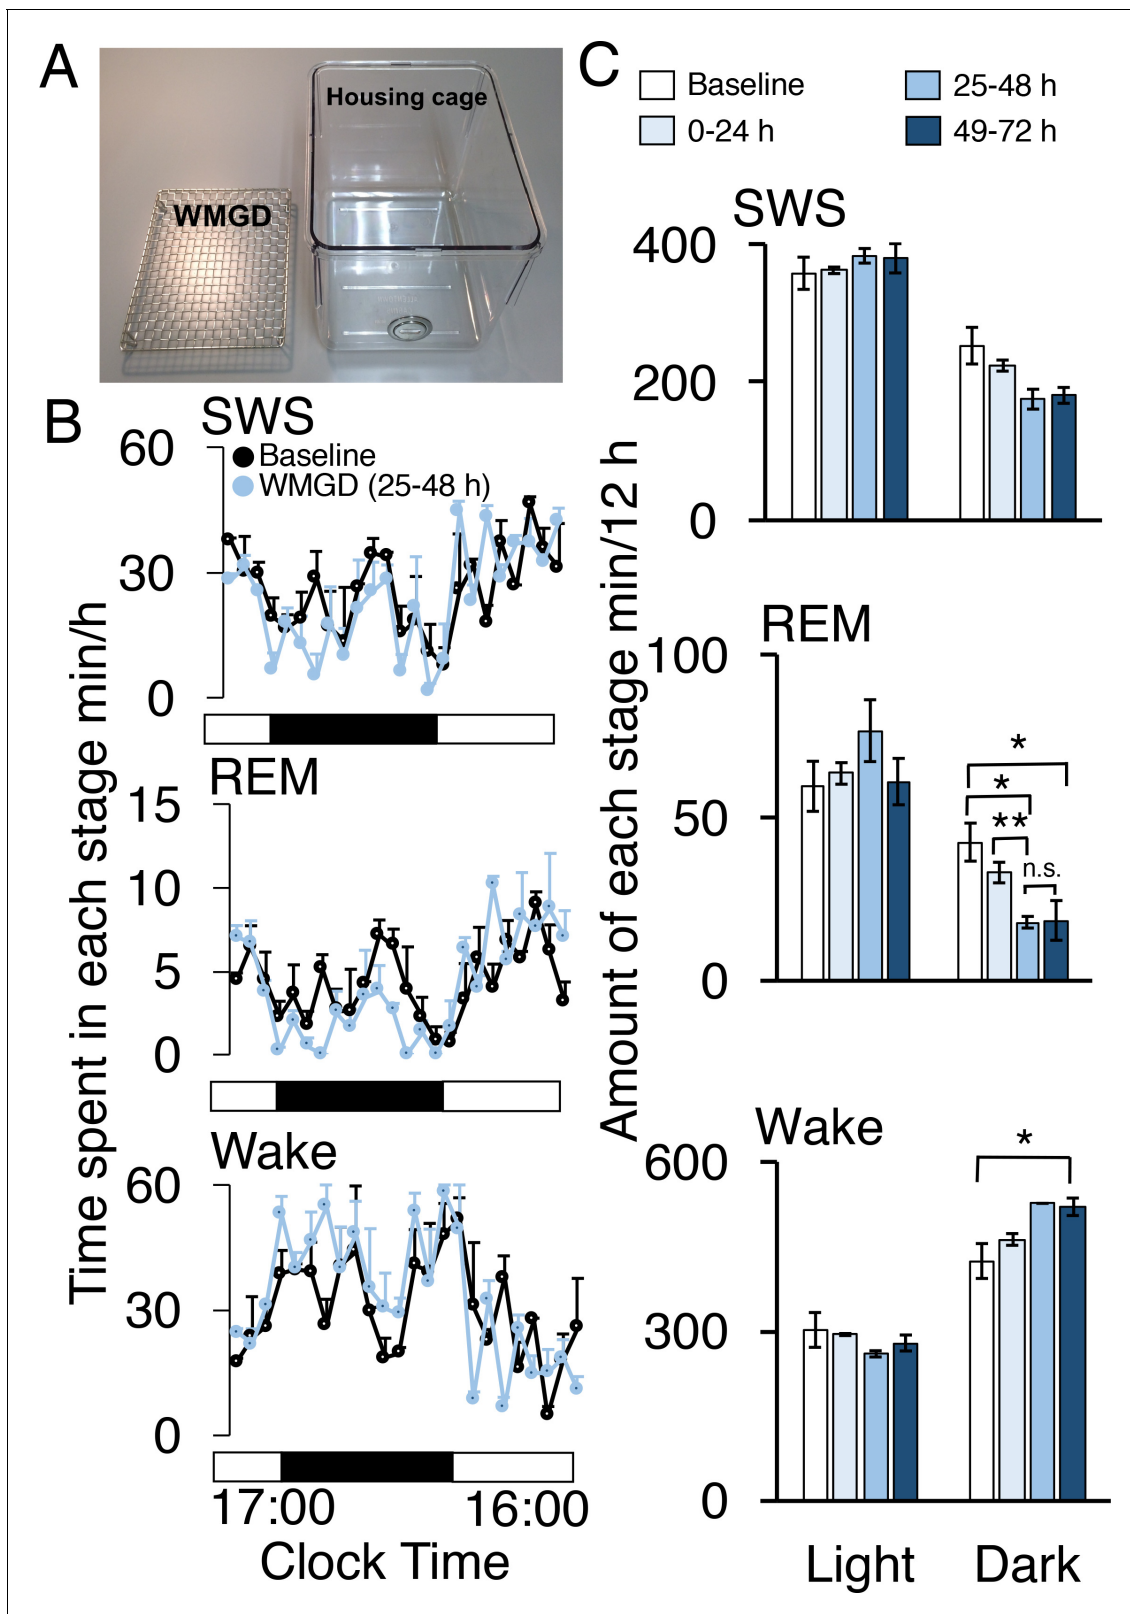 A
Housing cage
WMGD
B
SWS
60
Baseline
WMGD (25-48 h)
30
0
REM
15
10
5
0
Wake
60
30
0
17:00
16:00
Clock Time
Time spent in each stage min/h
C
Baseline
25-48 h
0-24 h
49-72 h
SWS
400
200
0
REM
100
*
*
**
n.s.
50
0
Wake
600
*
300
0
Light
Dark
Amount of each stage min/12 h